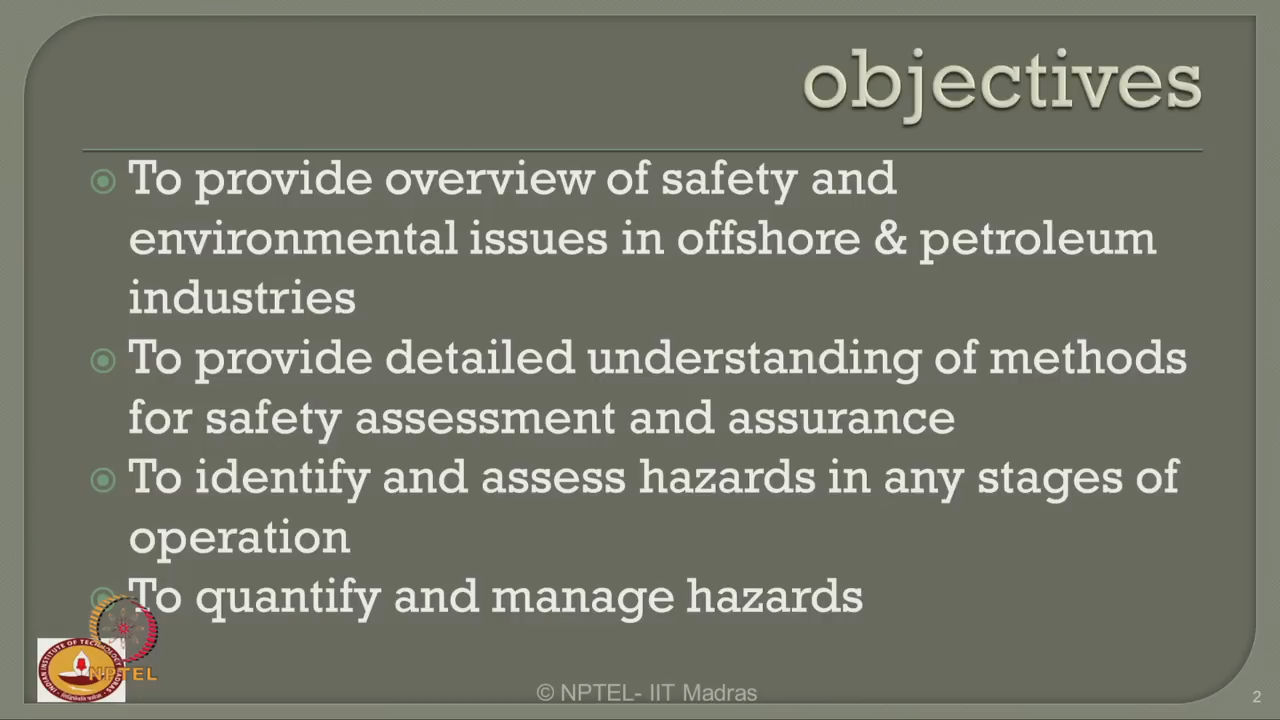 objectives
To provide overview of safety and
environmental issues in offshore & petroleum
industries
To provide detailed understanding of methods
for safety assessment and assurance
To identify and assess hazards in any stages of
operation
To quantify and manage hazards
NPTEL
© NPTEL- IIT Madras
2